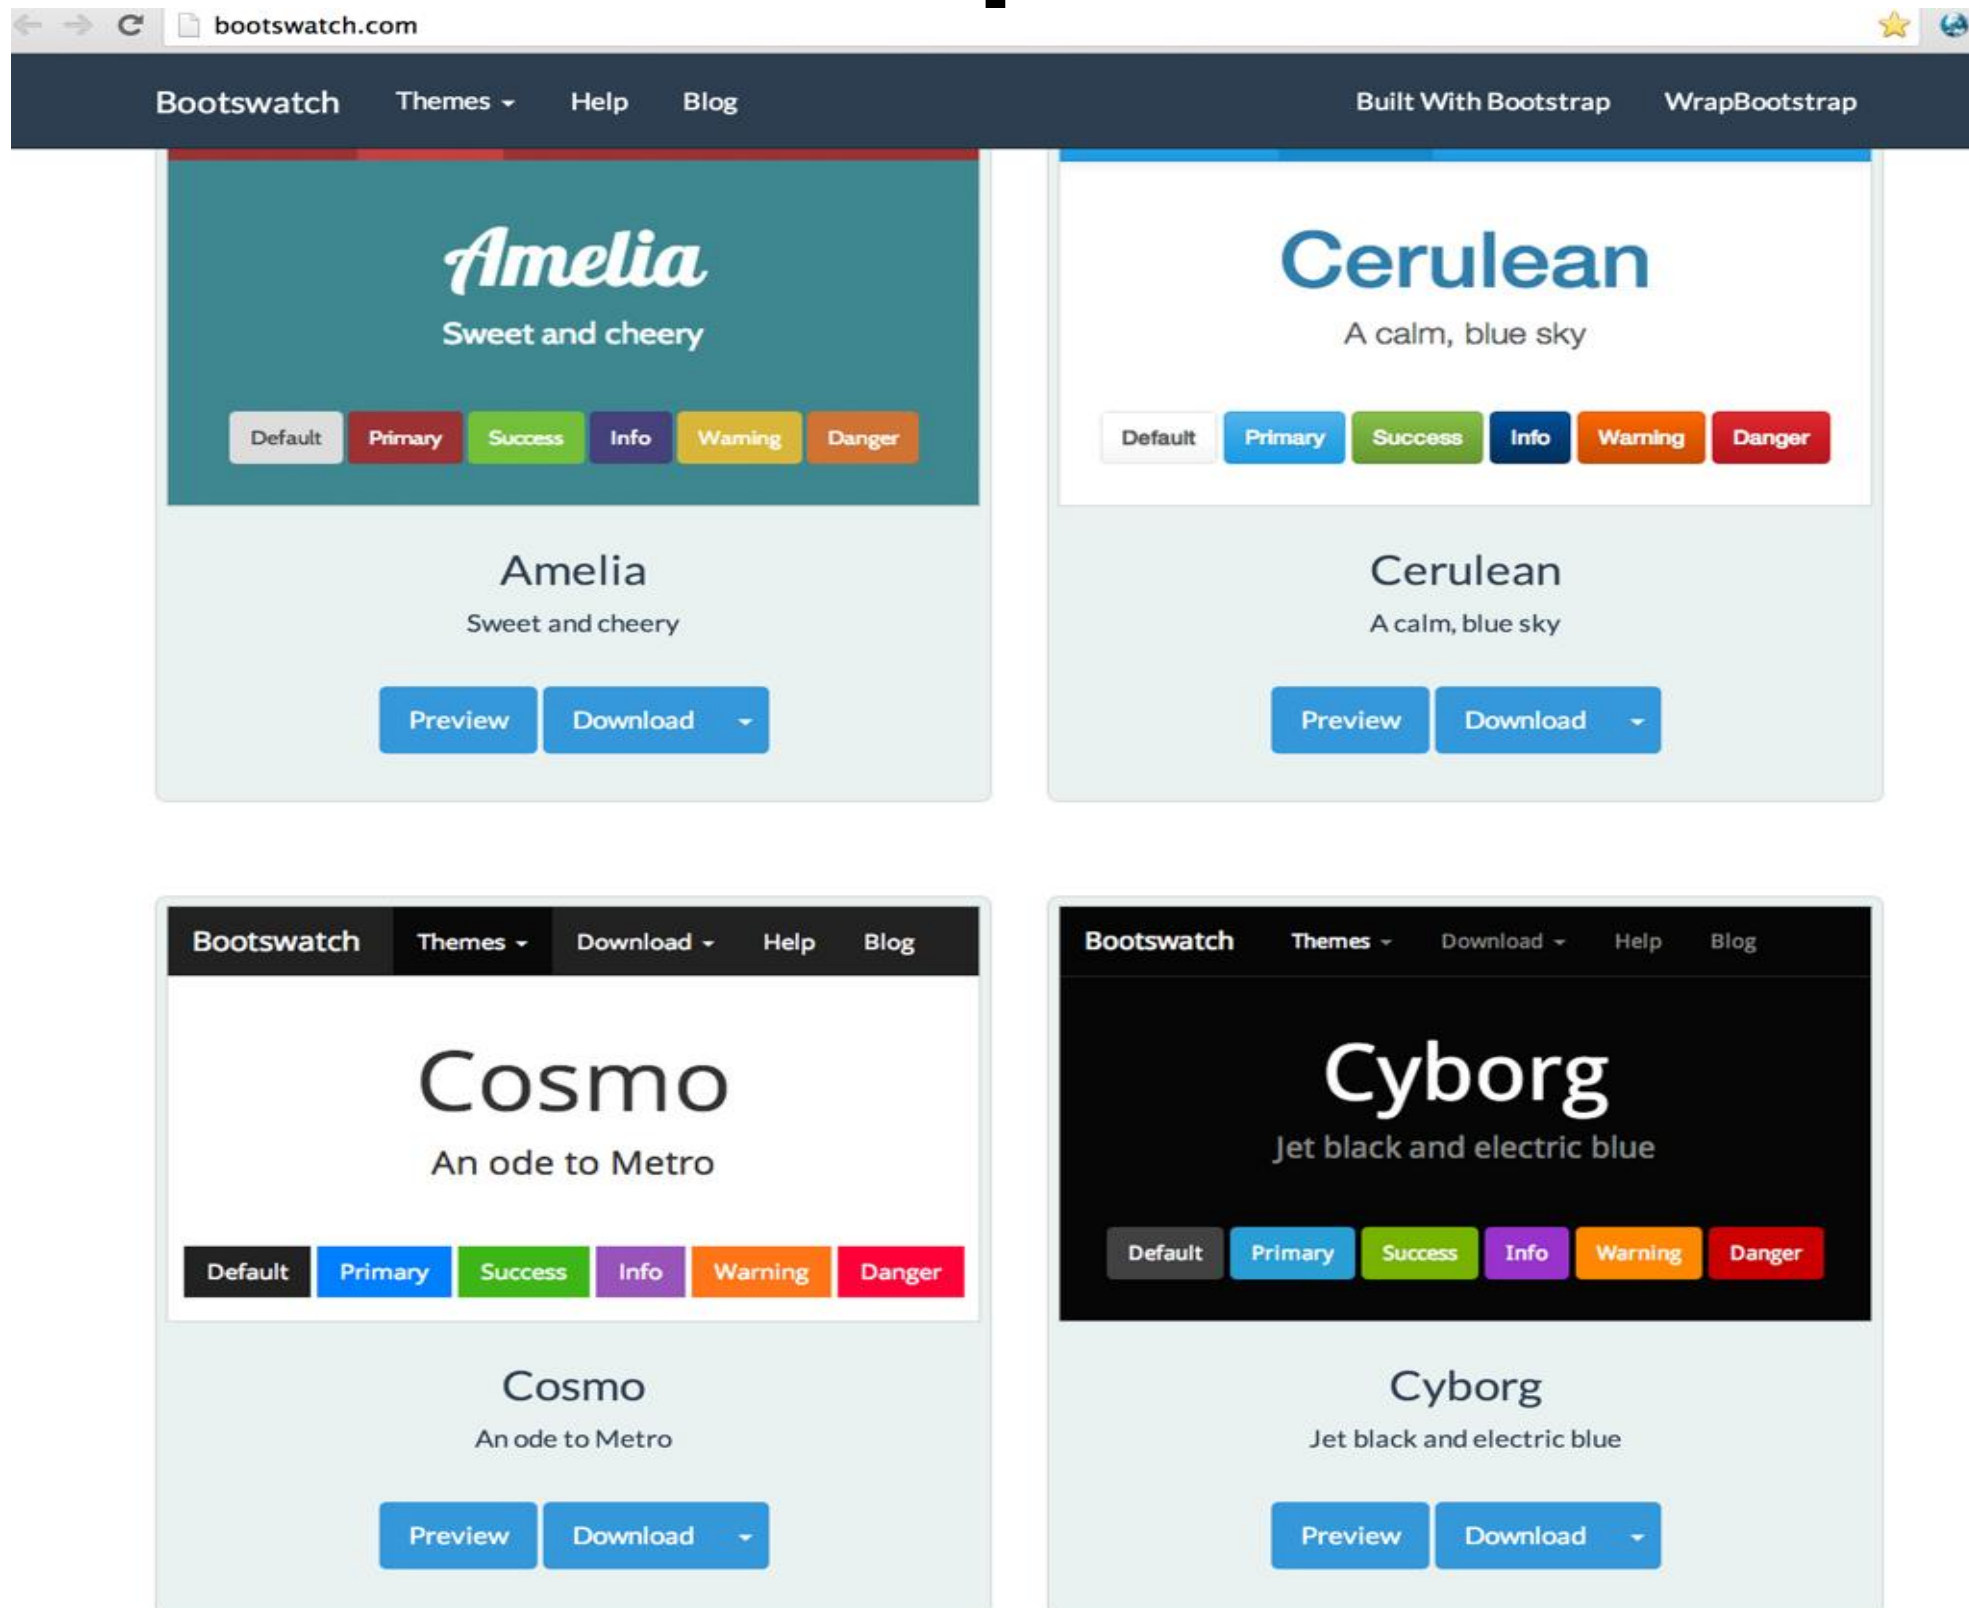 bootswatch.com
Bootswatch Themes Help Blog Built With Bootstrap WrapBootstrap
Amelia
Sweet and cheery
Default Primary Success Info Warning Danger
Amelia
Sweet and cheery
Preview Download
Cerulean
A calm, blue sky
Default Primary Success Info Warning Danger
Cerulean
A calm, blue sky
Preview Download
Bootswatch Themes Download Help Blog
Cosmo
An ode to Metro
Default Primary Success Info Warning Danger
Cosmo
An ode to Metro
Preview Download
Bootswatch Themes Download Help Blog
Cyborg
Jet black and electric blue
Default Primary Success Info Warning Danger
Cyborg
Jet black and electric blue
Preview Download